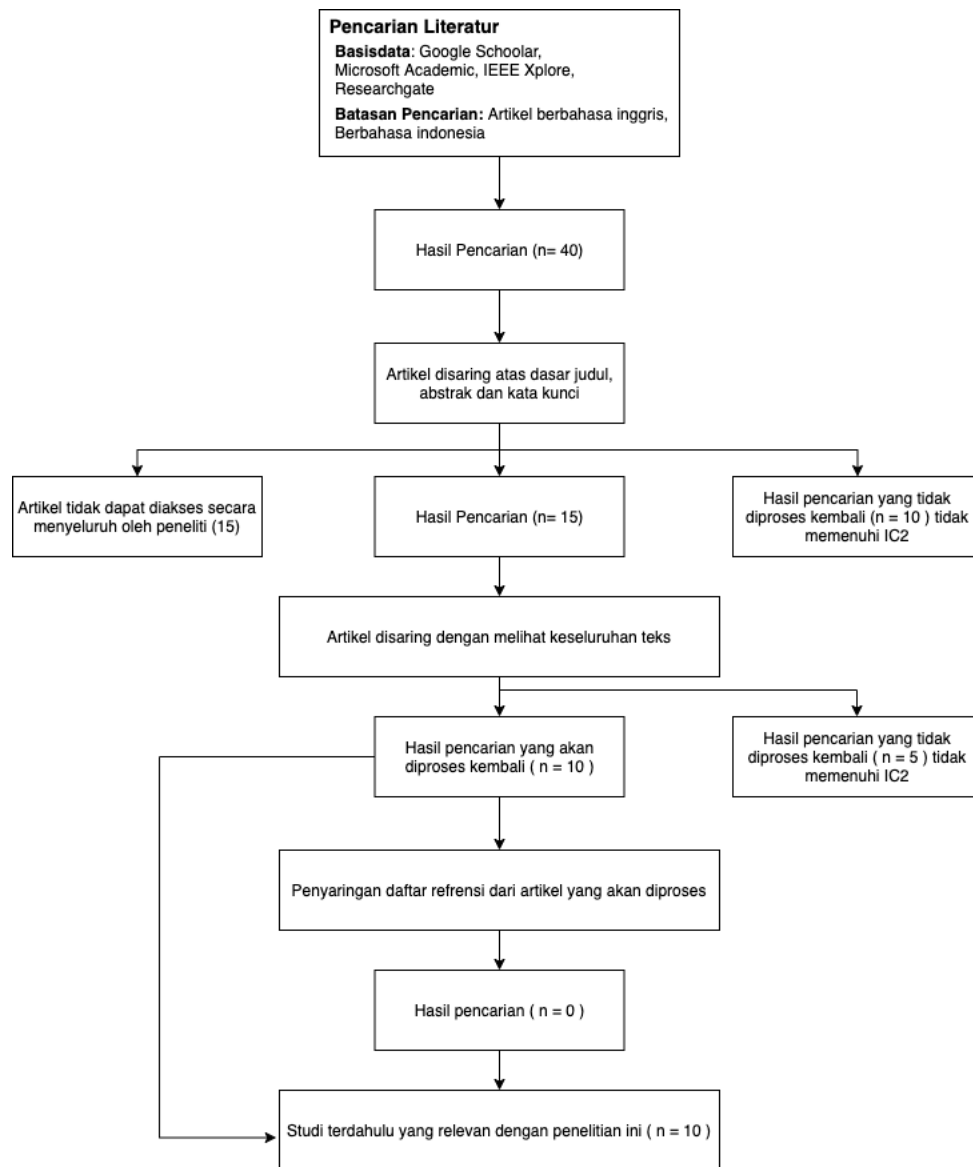 Pencarian Literatur
Basisdata: Google Schoolar,
Microsoft Academic, IEEE Xplore,
Researchgate
Batasan Pencarian: Artikel berbahasa inggris,
Berbahasa indonesia
Hasil Pencarian (n= 40)
Artikel disaring atas dasar judul,
abstrak dan kata kunci
Artikel tidak dapat diakses secara
menyeluruh oleh peneliti (15)
Hasil Pencarian (n= 15)
Hasil pencarian yang tidak
diproses kembali (n = 10 ) tidak
memenuhi IC2
Artikel disaring dengan melihat keseluruhan teks
Hasil pencarian yang akan
diproses kembali ( n = 10 )
Hasil pencarian yang tidak
diproses kembali ( n = 5 ) tidak
memenuhi IC2
Penyaringan daftar refrensi dari artikel yang akan diproses
Hasil pencarian ( n = 0 )
Studi terdahulu yang relevan dengan penelitian ini ( n = 10 )